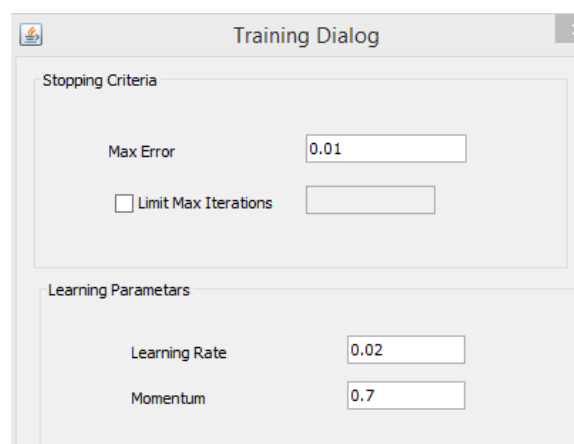 Training Dialog
Stopping Criteria
Max Error 0.01
Limit Max Iterations
Learning Parametars
Learning Rate 0.02
Momentum 0.7